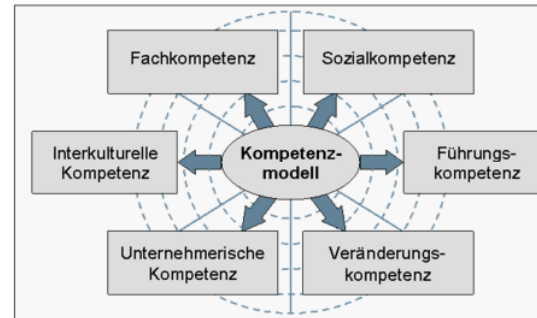 Fachkompetenz
Sozialkompetenz
Interkulturelle
Kompetenz
Kompetenz-
modell
Führungs-
kompetenz
Unternehmerische
Kompetenz
Veränderungs-
kompetenz